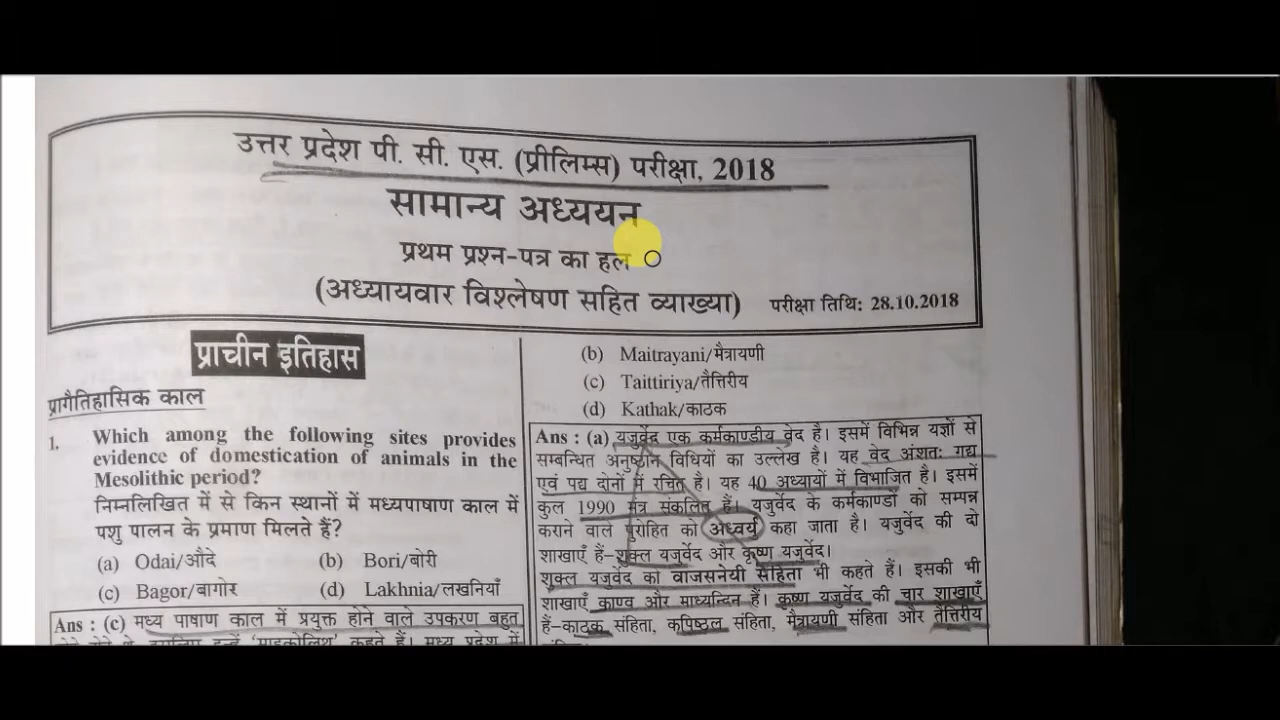 उत्तर प्रदेश पी. सी. एस. (प्रीलिम्स) परीक्षा, 2018
सामान्य अध्ययन
प्रथम प्रश्न-पत्र का हल
(अध्यायवार विश्लेषण सहित व्याख्या) परीक्षा तिथि: 28.10.2018
प्राचीन इतिहास
प्रागैतिहासिक काल
1. Which among the following sites provides
evidence of domestication of animals in the
Mesolithic period?
निम्नलिखित में से किन स्थानों में मध्यपाषाण काल में
पशु पालन के प्रमाण मिलते हैं?
(a) Odai/औदे (b) Bori/बोरी
(c) Bagor/बागोर (d) Lakhnia/लखनियाँ
Ans : (c) मध्य पाषाण काल में प्रयुक्त होने वाले उपकरण बहुत
(b) Maitrayani/मैत्रायणी
(c) Taittiriya/तैत्तिरीय
(d) Kathak/काठक
Ans : (a) यजुर्वेद एक कर्मकाण्डीय वेद है। इसमें विभिन्न यज्ञों से
सम्बन्धित अनुष्ठान विधियों का उल्लेख है। यह वेद अंशतः गद्य
एवं पद्य दोनों में रचित है। यह 40 अध्यायों में विभाजित है। इसमें
कुल 1990 मंत्र संकलित है। यजुर्वेद के कर्मकाण्डों को सम्पन्न
कराने वाले पुरोहित को अध्वर्यु कहा जाता है। यजुर्वेद की दो
शाखाएँ हैं–शुक्ल यजुर्वेद और कृष्ण यजुर्वेद।
शुक्ल यजुर्वेद को वाजसनेयी संहिता भी कहते हैं। इसकी भी
शाखाएँ काण्व और माध्यन्दिन हैं। कृष्ण यजुर्वेद की चार शाखाएँ
हैं–काठक संहिता, कपिष्ठल संहिता, मैत्रायणी संहिता और तैत्तिरीय